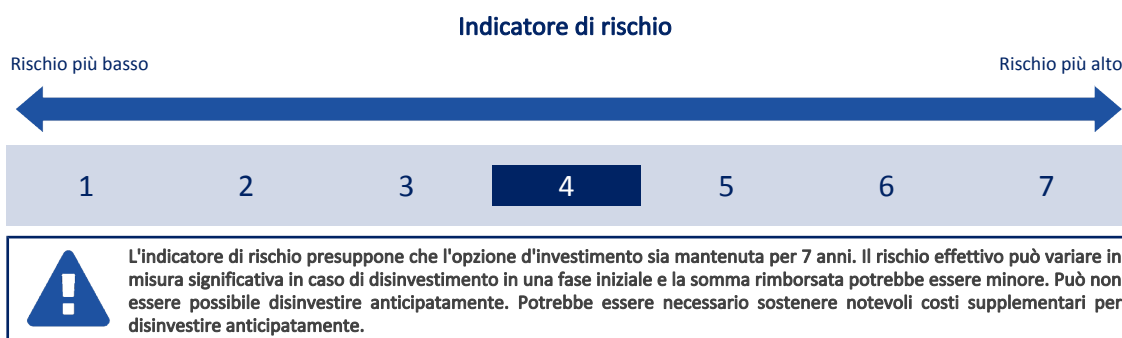 Indicatore di rischio
Rischio più basso Rischio più alto
1 2 3 4 5 6 7
L'indicatore di rischio presuppone che l'opzione d'investimento sia mantenuta per 7 anni. Il rischio effettivo può variare in
misura significativa in caso di disinvestimento in una fase iniziale e la somma rimborsata potrebbe essere minore. Può non
essere possibile disinvestire anticipatamente. Potrebbe essere necessario sostenere notevoli costi supplementari per
disinvestire anticipatamente.